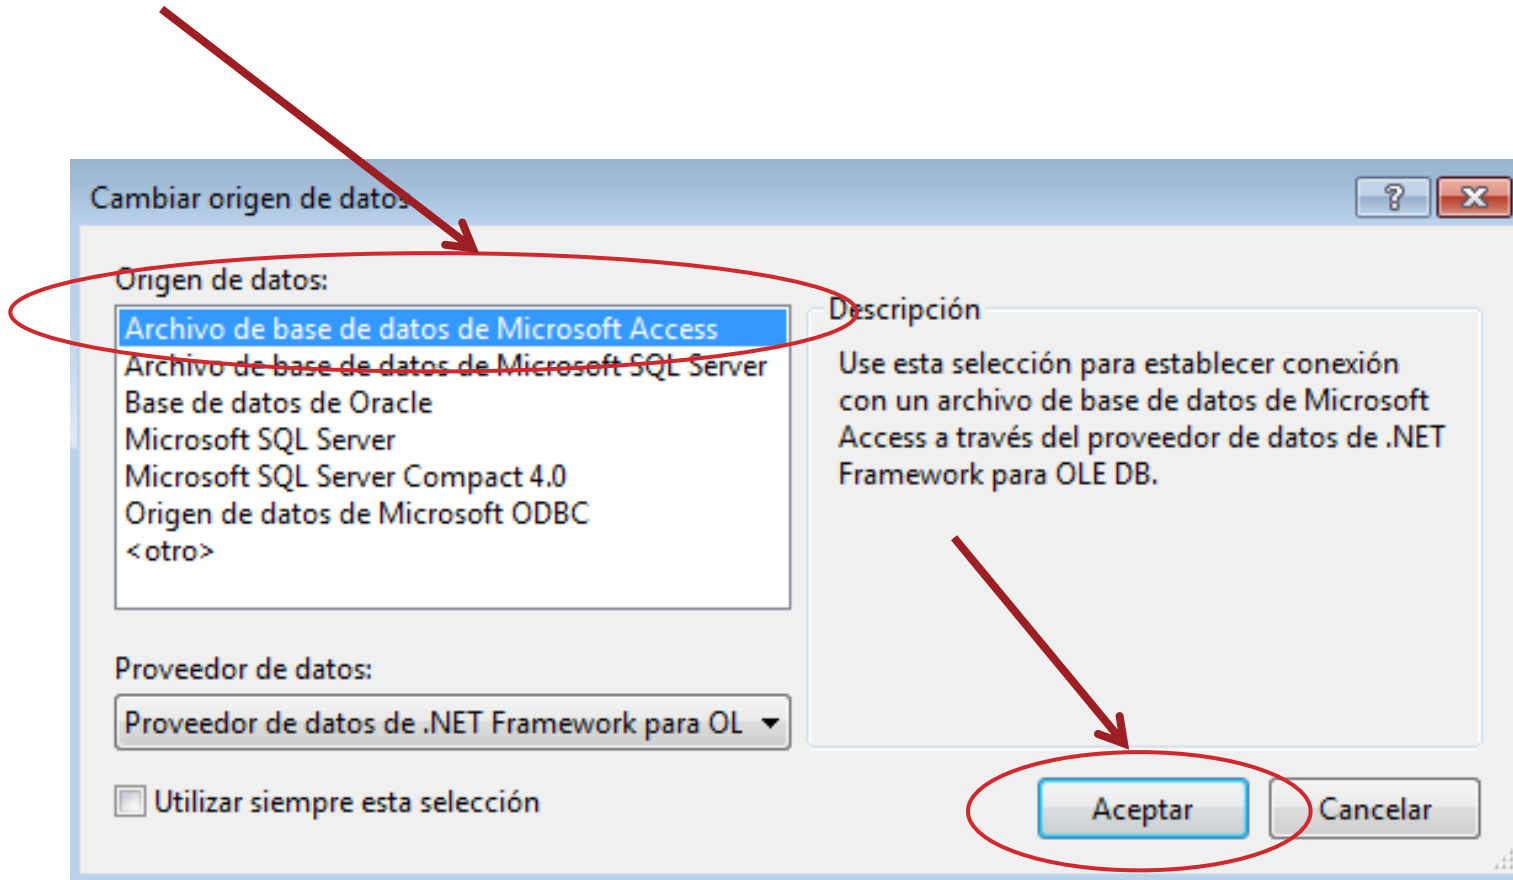 Cambiar origen de datos
Origen de datos:
Archivo de base de datos de Microsoft Access
Archivo de base de datos de Microsoft SQL Server
Base de datos de Oracle
Microsoft SQL Server
Microsoft SQL Server Compact 4.0
Origen de datos de Microsoft ODBC
<otro>
Descripción
Use esta selección para establecer conexión
con un archivo de base de datos de Microsoft
Access a través del proveedor de datos de .NET
Framework para OLE DB.
Proveedor de datos:
Proveedor de datos de .NET Framework para OL
Utilizar siempre esta selección
Aceptar
Cancelar